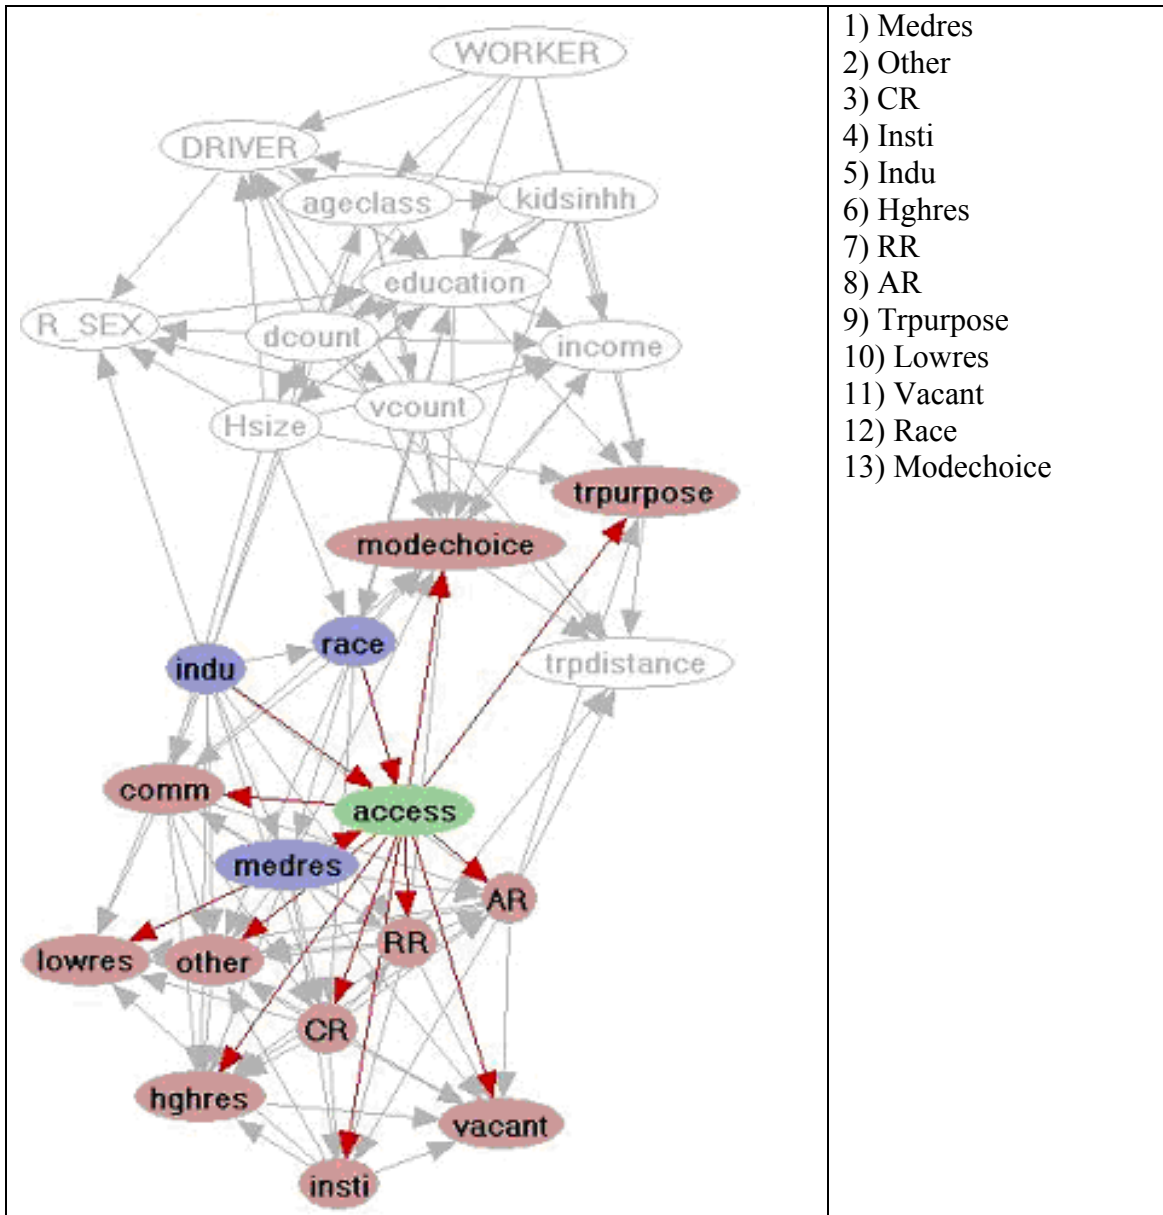 WORKER
DRIVER
ageclass
kidsinhh
education
R_SEX
dcount
income
vcount
Hsize
trpurpose
modechoice
race
indu
trpdistance
comm
access
medres
AR
RR
lowres
other
CR
hghres
vacant
insti
1) Medres
2) Other
3) CR
4) Insti
5) Indu
6) Hghres
7) RR
8) AR
9) Trpurpose
10) Lowres
11) Vacant
12) Race
13) Modechoice